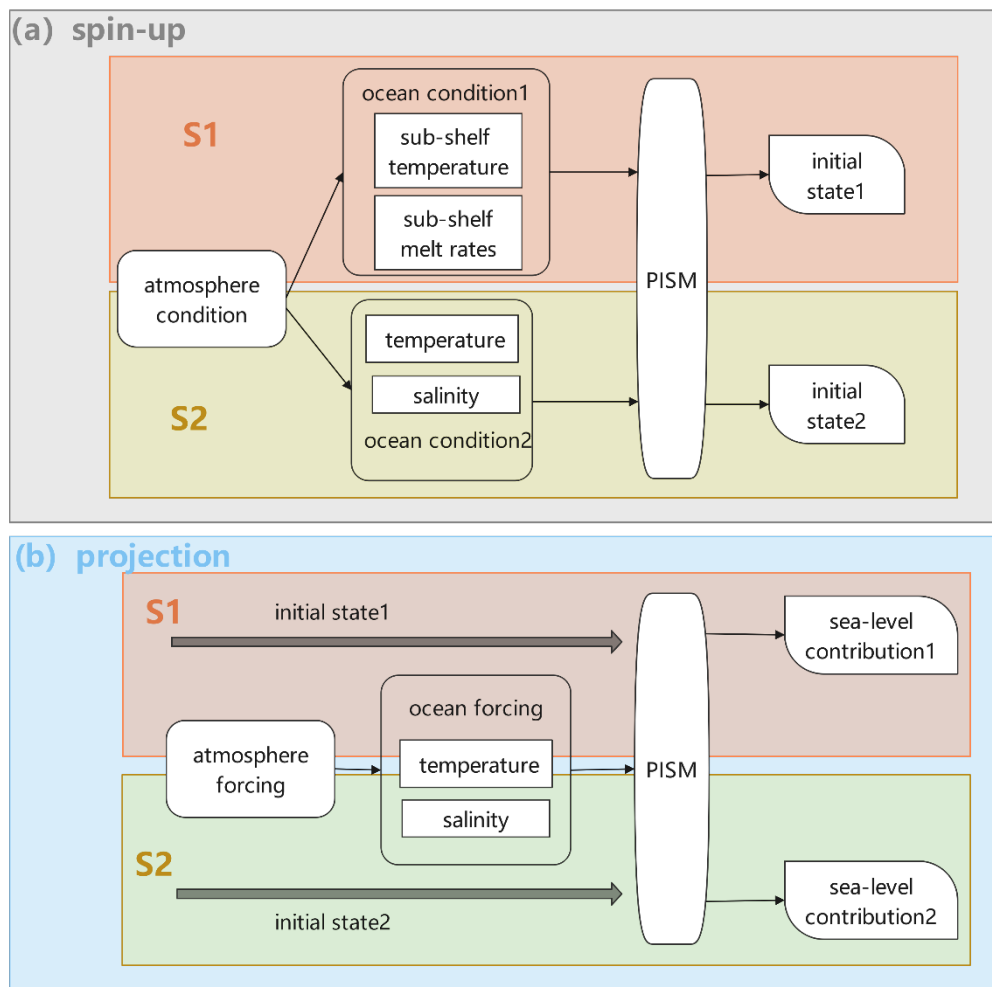 (a) spin-up
S1
ocean condition1
sub-shelf
temperature
sub-shelf
melt rates
initial
state1
atmosphere
condition
PISM
S2
temperature
salinity
ocean condition2
initial
state2
(b) projection
S1
initial state1
sea-level
contribution1
ocean forcing
atmosphere
forcing
temperature
salinity
PISM
S2
initial state2
sea-level
contribution2